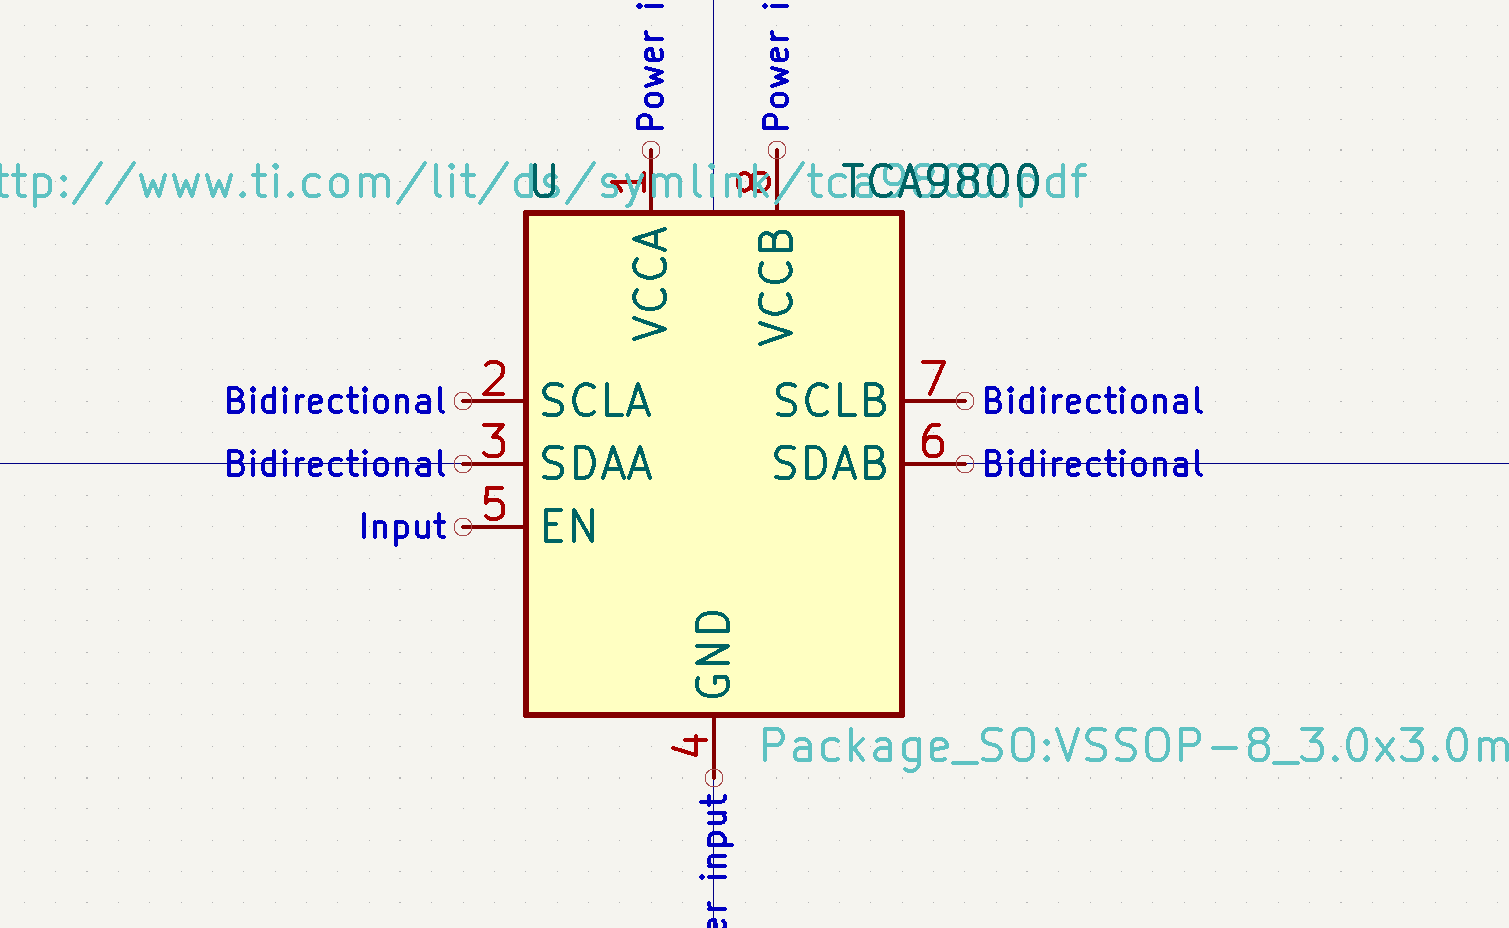 Power i
Power i
ttp://www.ti.com/lit/ds/symlink/tca9800.pdf
U
1
8
TCA9800
VCCA
VCCB
Bidirectional
2
SCLA
SCLB
7
Bidirectional
Bidirectional
3
SDAA
SDAB
6
Bidirectional
Input
5
EN
GND
4
Package_SO:VSSOP-8_3.0x3.0m
er input